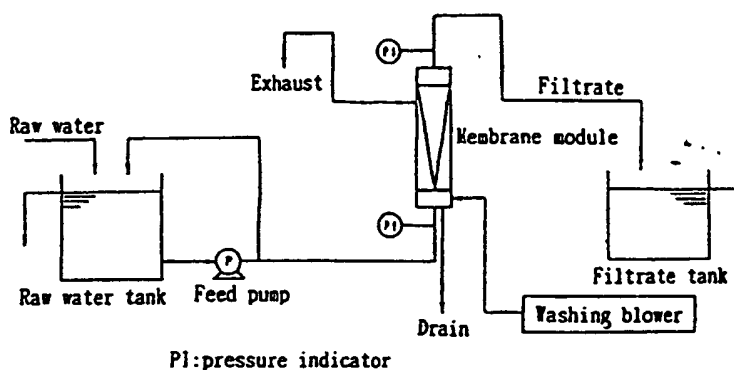 PI
Exhaust
Filtrate
Raw water
Membrane module
PI
P
Raw water tank
Feed pump
Filtrate tank
Drain
Washing blower
PI:pressure indicator